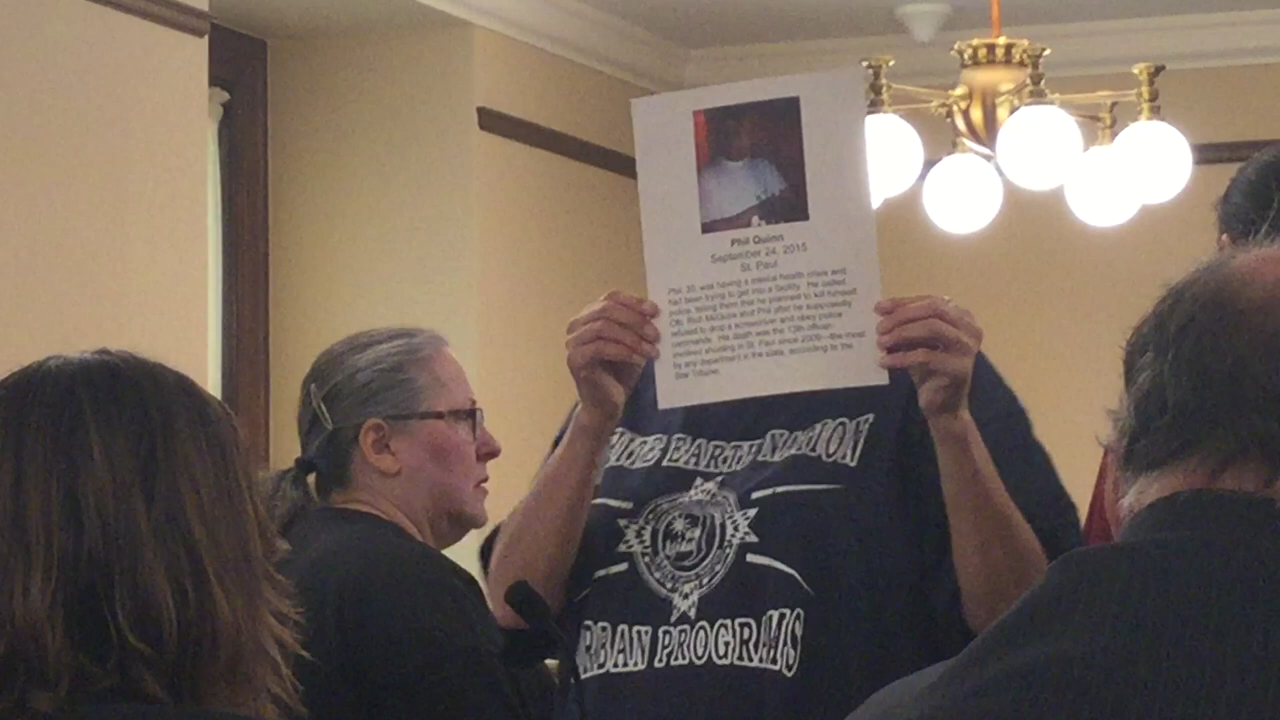 Phil Quinn
September 24, 2015
St. Paul
Phil, 30, was having a mental health crisis and
had been trying to get into a facility. He called
police, telling them that he planned to kill himself.
Ofc Rich McGuire shot Phil after he supposedly
refused to drop a screwdriver and obey police
commands. His death was the 13th officer-
involved shooting in St. Paul since 2009—the most
by any department in the state, according to the
Star Tribune.
EARTH NATION
URBAN PROGRAMS